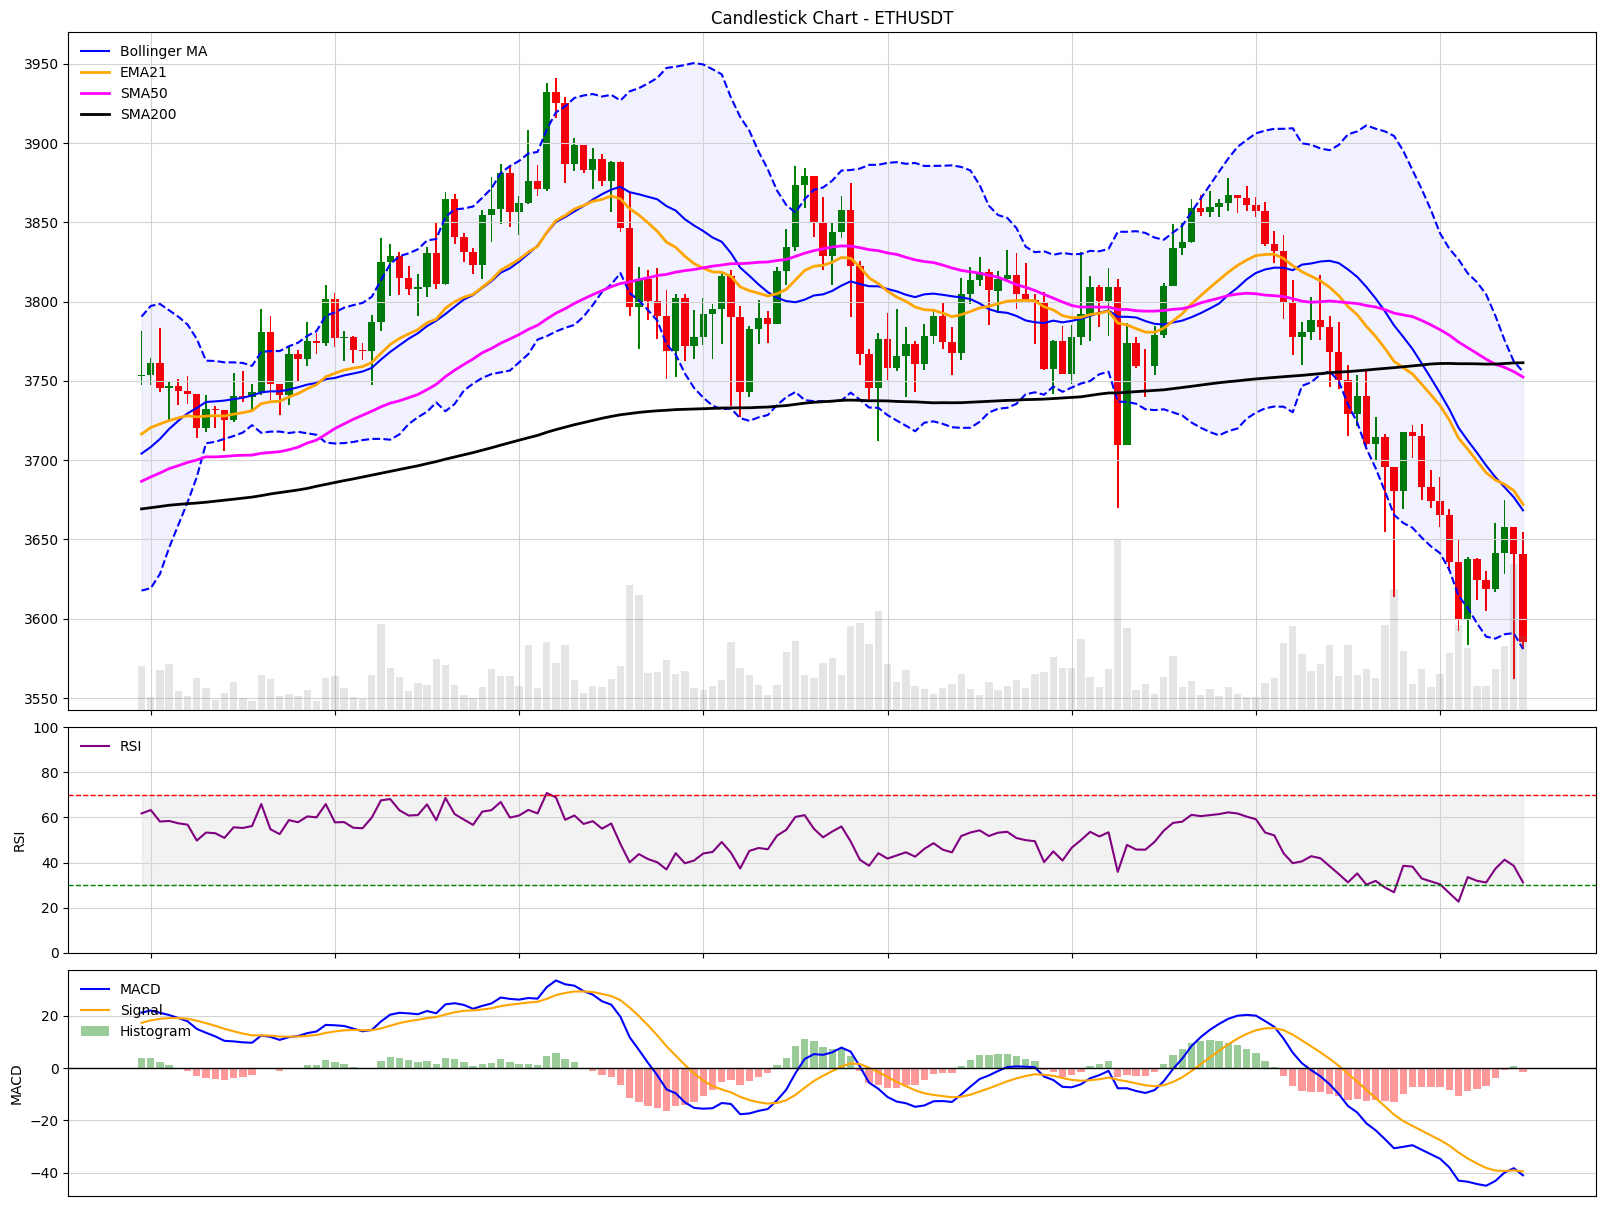 Candlestick Chart - ETHUSDT
Bollinger MA
EMA21
SMA50
SMA200
3950
3900
3850
3800
3750
3700
3650
3600
3550
RSI
100
80
60
40
20
0
RSI
MACD
Signal
Histogram
20
0
−20
−40
MACD